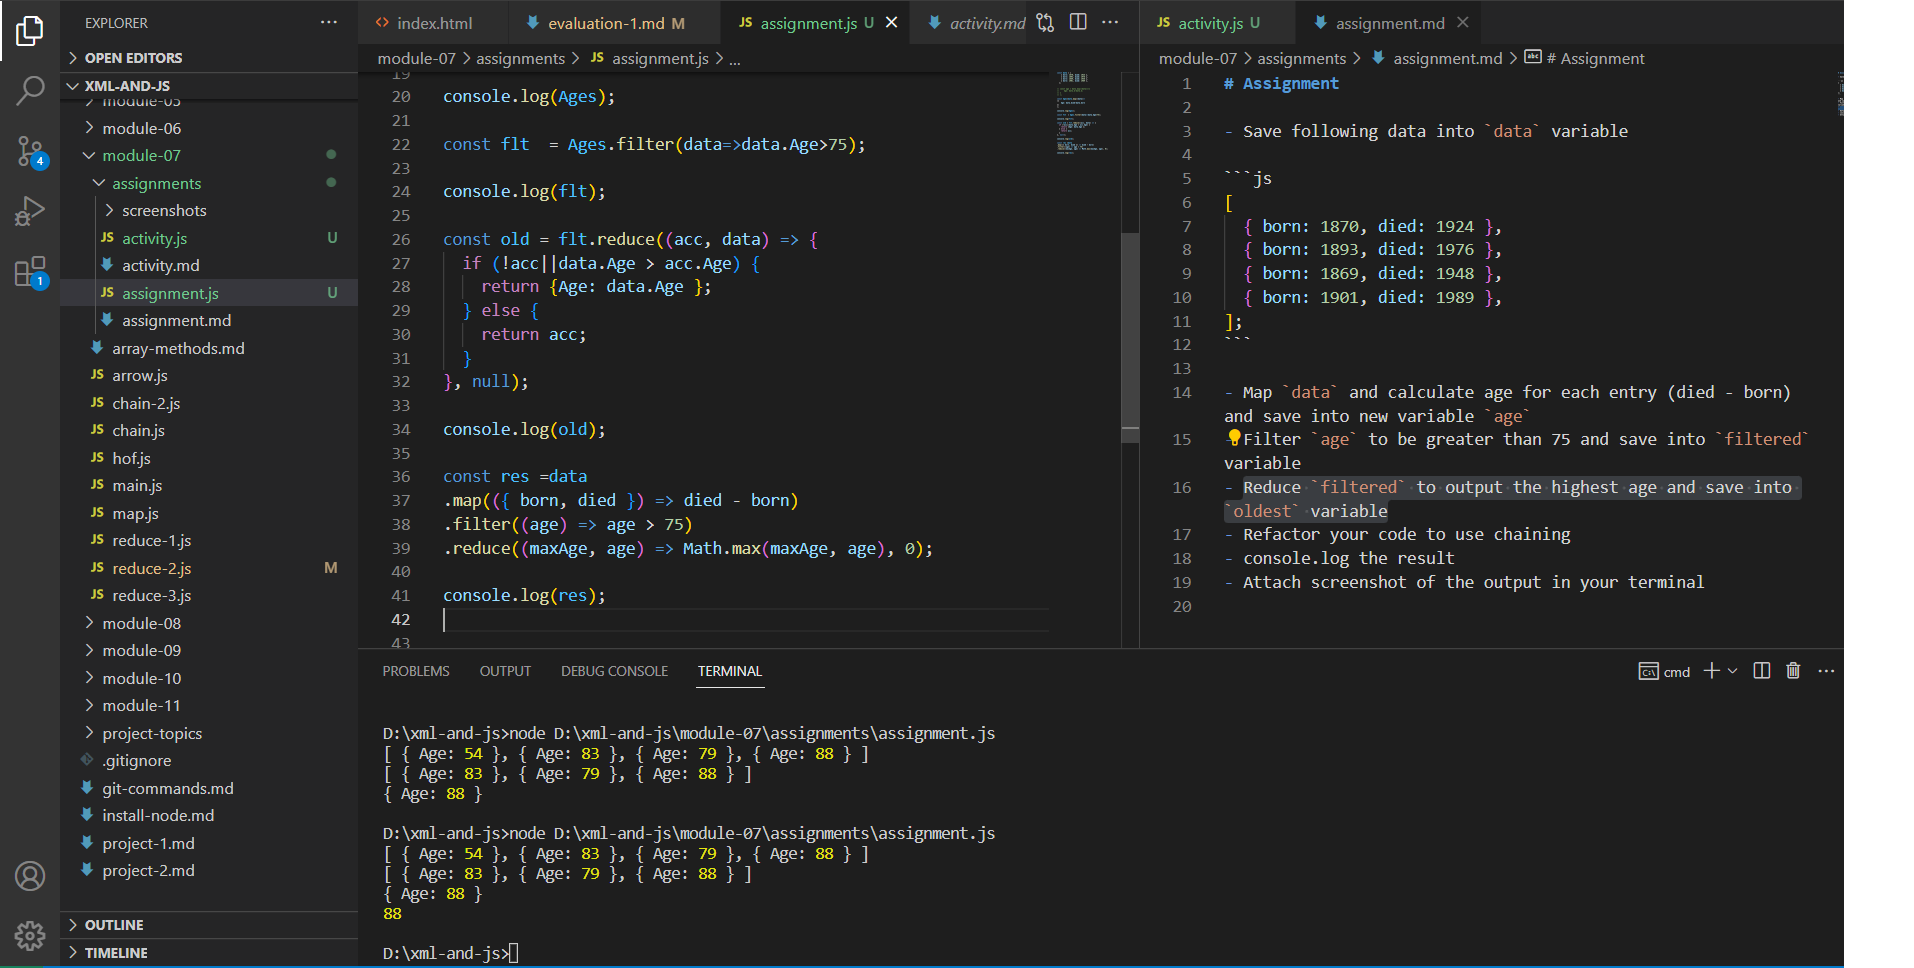 EXPLORER
OPEN EDITORS
XML-AND-JS
module-05
module-06
module-07
assignments
screenshots
activity.js U
activity.md
assignment.js U
assignment.md
array-methods.md
arrow.js
chain-2.js
chain.js
hof.js
main.js
map.js
reduce-1.js
reduce-2.js M
reduce-3.js
module-08
module-09
module-10
module-11
project-topics
.gitignore
git-commands.md
install-node.md
project-1.md
project-2.md
OUTLINE
TIMELINE
4
1
index.html
evaluation-1.md M
JS assignment.js U
activity.md
module-07 > assignments > JS assignment.js > ...
19
20 console.log(Ages);
21
22 const flt  = Ages.filter(data=>data.Age>75);
23
24 console.log(flt);
25
26 const old = flt.reduce((acc, data) => {
27   if (!acc||data.Age > acc.Age) {
28     return {Age: data.Age };
29   } else {
30     return acc;
31   }
32 }, null);
33
34 console.log(old);
35
36 const res =data
37 .map(({ born, died }) => died - born)
38 .filter((age) => age > 75)
39 .reduce((maxAge, age) => Math.max(maxAge, age), 0);
40
41 console.log(res);
42
43
JS activity.js U
assignment.md
module-07 > assignments > assignment.md > # Assignment
1 # Assignment
2
3 - Save following data into `data` variable
4
5 ```js
6 [
7   { born: 1870, died: 1924 },
8   { born: 1893, died: 1976 },
9   { born: 1869, died: 1948 },
10   { born: 1901, died: 1989 },
11 ];
12 ```
13
14 - Map `data` and calculate age for each entry (died - born)
and save into new variable `age`
15 - Filter `age` to be greater than 75 and save into `filtered`
variable
16 - Reduce `filtered` to output the highest age and save into
`oldest` variable
17 - Refactor your code to use chaining
18 - console.log the result
19 - Attach screenshot of the output in your terminal
20
PROBLEMS OUTPUT DEBUG CONSOLE TERMINAL
cmd
D:\xml-and-js>node D:\xml-and-js\module-07\assignments\assignment.js
[ { Age: 54 }, { Age: 83 }, { Age: 79 }, { Age: 88 } ]
[ { Age: 83 }, { Age: 79 }, { Age: 88 } ]
{ Age: 88 }
D:\xml-and-js>node D:\xml-and-js\module-07\assignments\assignment.js
[ { Age: 54 }, { Age: 83 }, { Age: 79 }, { Age: 88 } ]
[ { Age: 83 }, { Age: 79 }, { Age: 88 } ]
{ Age: 88 }
88
D:\xml-and-js>